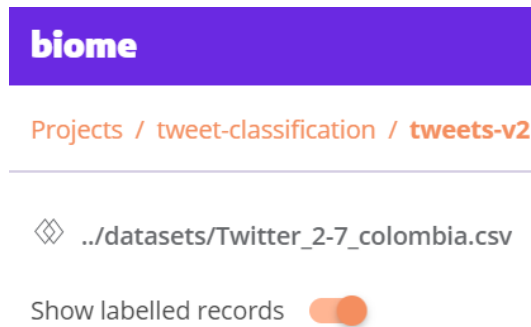 biome
Projects / tweet-classification / tweets-v2
../datasets/Twitter_2-7_colombia.csv
Show labelled records